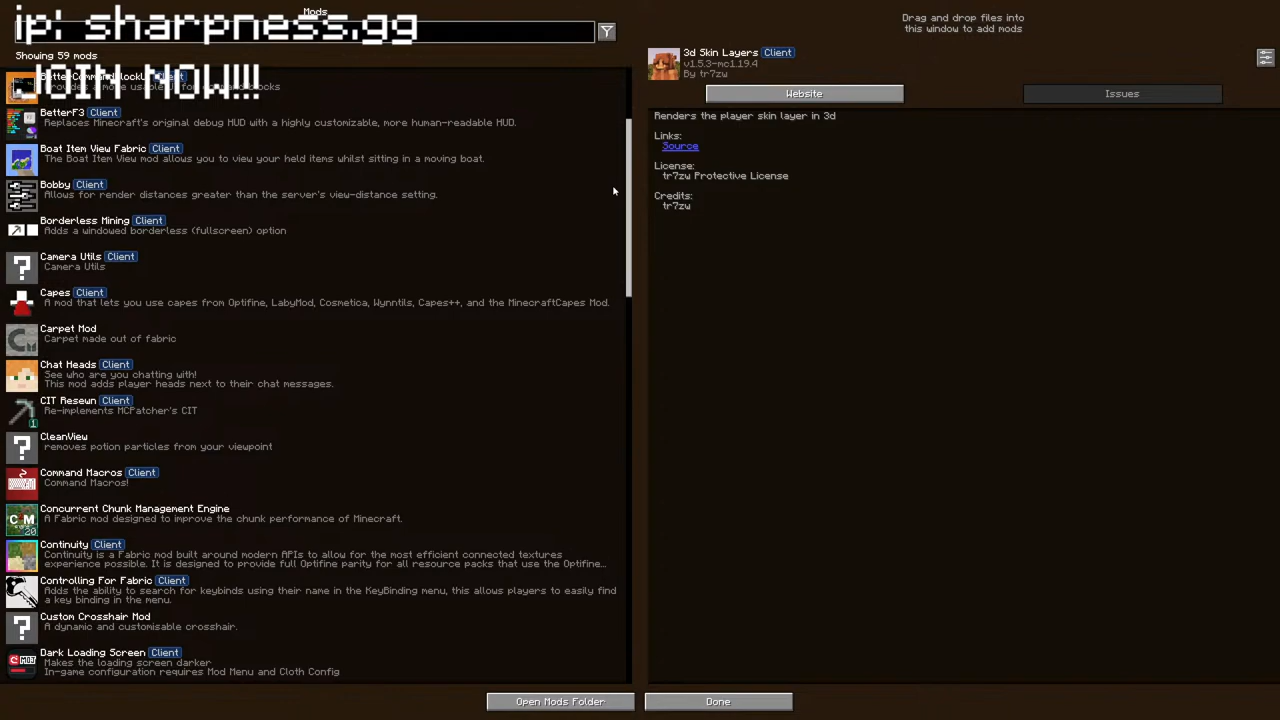 Mods
ip: sharpness.gg
Showing 59 mods
JOIN NOW!!!
Client
Provides a more usable for command blocks
BetterF3 Client
Replaces Minecraft's original debug HUD with a highly customizable, more human-readable HUD.
Boat Item View Fabric Client
The Boat Item View mod allows you to view your held items whilst sitting in a moving boat.
Bobby Client
Allows for render distances greater than the server's view-distance setting.
Borderless Mining Client
Adds a windowed borderless (fullscreen) option
Camera Utils Client
Camera Utils
Capes Client
A mod that lets you use capes from Optifine, LabyMod, Cosmetica, Wynntils, Capes++, and the MinecraftCapes Mod.
Carpet Mod
Carpet made out of fabric
Chat Heads Client
See who are you chatting with!
This mod adds player heads next to their chat messages.
CIT Resewn Client
Re-implements MCPatcher's CIT
1
CleanView
removes potion particles from your viewpoint
Command Macros Client
Command Macros!
Concurrent Chunk Management Engine
A Fabric mod designed to improve the chunk performance of Minecraft.
C M
20
Continuity Client
Continuity is a Fabric mod built around modern APIs to allow for the most efficient connected textures
experience possible. It is designed to provide full Optifine parity for all resource packs that use the Optifine...
Controlling For Fabric Client
Adds the ability to search for keybinds using their name in the KeyBinding menu, this allows players to easily find
a key binding in the menu.
Custom Crosshair Mod
A dynamic and customisable crosshair.
Dark Loading Screen Client
Makes the loading screen darker
In-game configuration requires Mod Menu and Cloth Config
Drag and drop files into
this window to add mods
3d Skin Layers Client
v1.5.3-mc1.19.4
By tr7zw
Website
Issues
Renders the player skin layer in 3d
Links:
Source
License:
tr7zw Protective License
Credits:
tr7zw
Open Mods Folder
Done